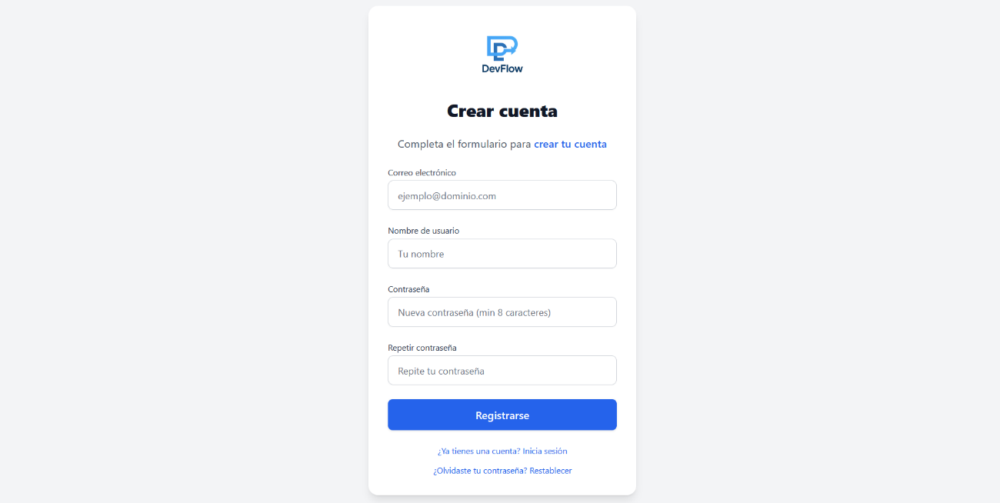 DevFlow
Crear cuenta
Completa el formulario para crear tu cuenta
Correo electrónico
ejemplo@dominio.com
Nombre de usuario
Tu nombre
Contraseña
Nueva contraseña (min 8 caracteres)
Repetir contraseña
Repite tu contraseña
Registrarse
¿Ya tienes una cuenta? Inicia sesión
¿Olvidaste tu contraseña? Restablecer